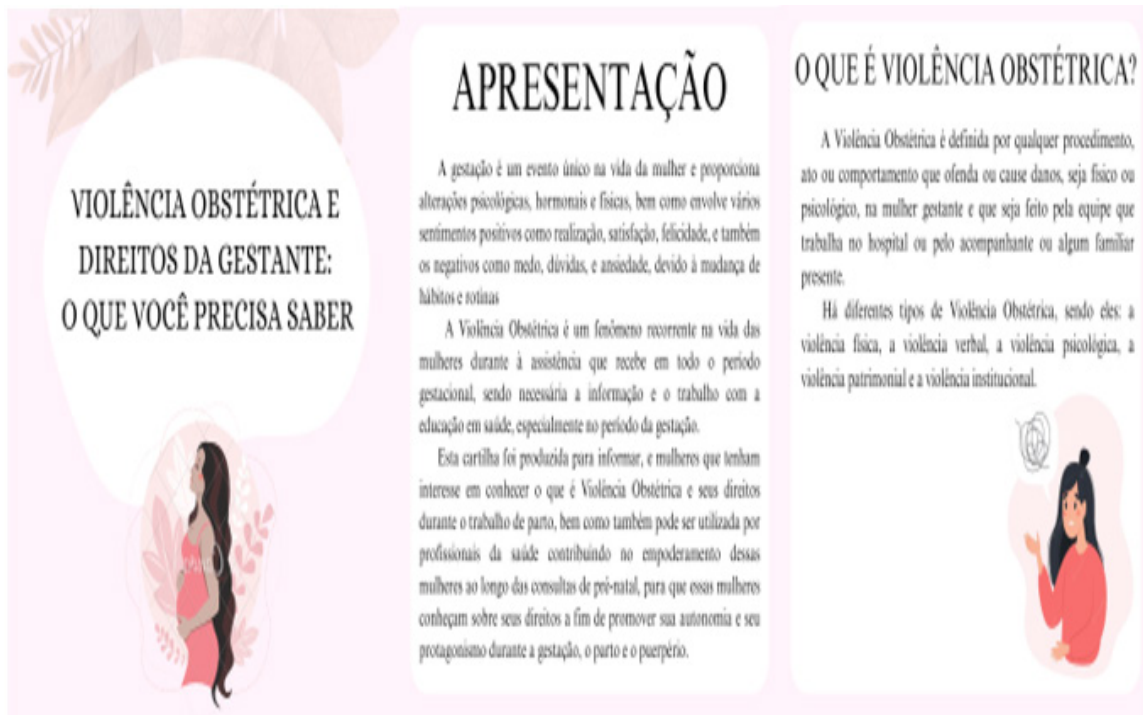 VIOLÊNCIA OBSTÉTRICA E
DIREITOS DA GESTANTE:
O QUE VOCÊ PRECISA SABER
APRESENTAÇÃO
A gestação é um evento único na vida da mulher e proporciona
alterações psicológicas, hormonais e físicas, bem como envolve vários
sentimentos positivos como realização, satisfação, felicidade, e também
os negativos como medo, dúvidas, e ansiedade, devido à mudança de
hábitos e rotinas
A Violência Obstétrica é um fenômeno recorrente na vida das
mulheres durante à assistência que recebe em todo o período
gestacional, sendo necessária a informação e o trabalho com a
educação em saúde, especialmente no período da gestação.
Esta cartilha foi produzida para informar, e mulheres que tenham
interesse em conhecer o que é Violência Obstétrica e seus direitos
durante o trabalho de parto, bem como também pode ser utilizada por
profissionais da saúde contribuindo no empoderamento dessas
mulheres ao longo das consultas de pré-natal, para que essas mulheres
conheçam sobre seus direitos a fim de promover sua autonomia e seu
protagonismo durante a gestação, o parto e o puerpério.
O QUE É VIOLÊNCIA OBSTÉTRICA?
A Violência Obstétrica é definida por qualquer procedimento,
ato ou comportamento que ofenda ou cause danos, seja físico ou
psicológico, na mulher gestante e que seja feito pela equipe que
trabalha no hospital ou pelo acompanhante ou algum familiar
presente.
Há diferentes tipos de Violência Obstétrica, sendo eles: a
violência física, a violência verbal, a violência psicológica, a
violência patrimonial e a violência institucional.